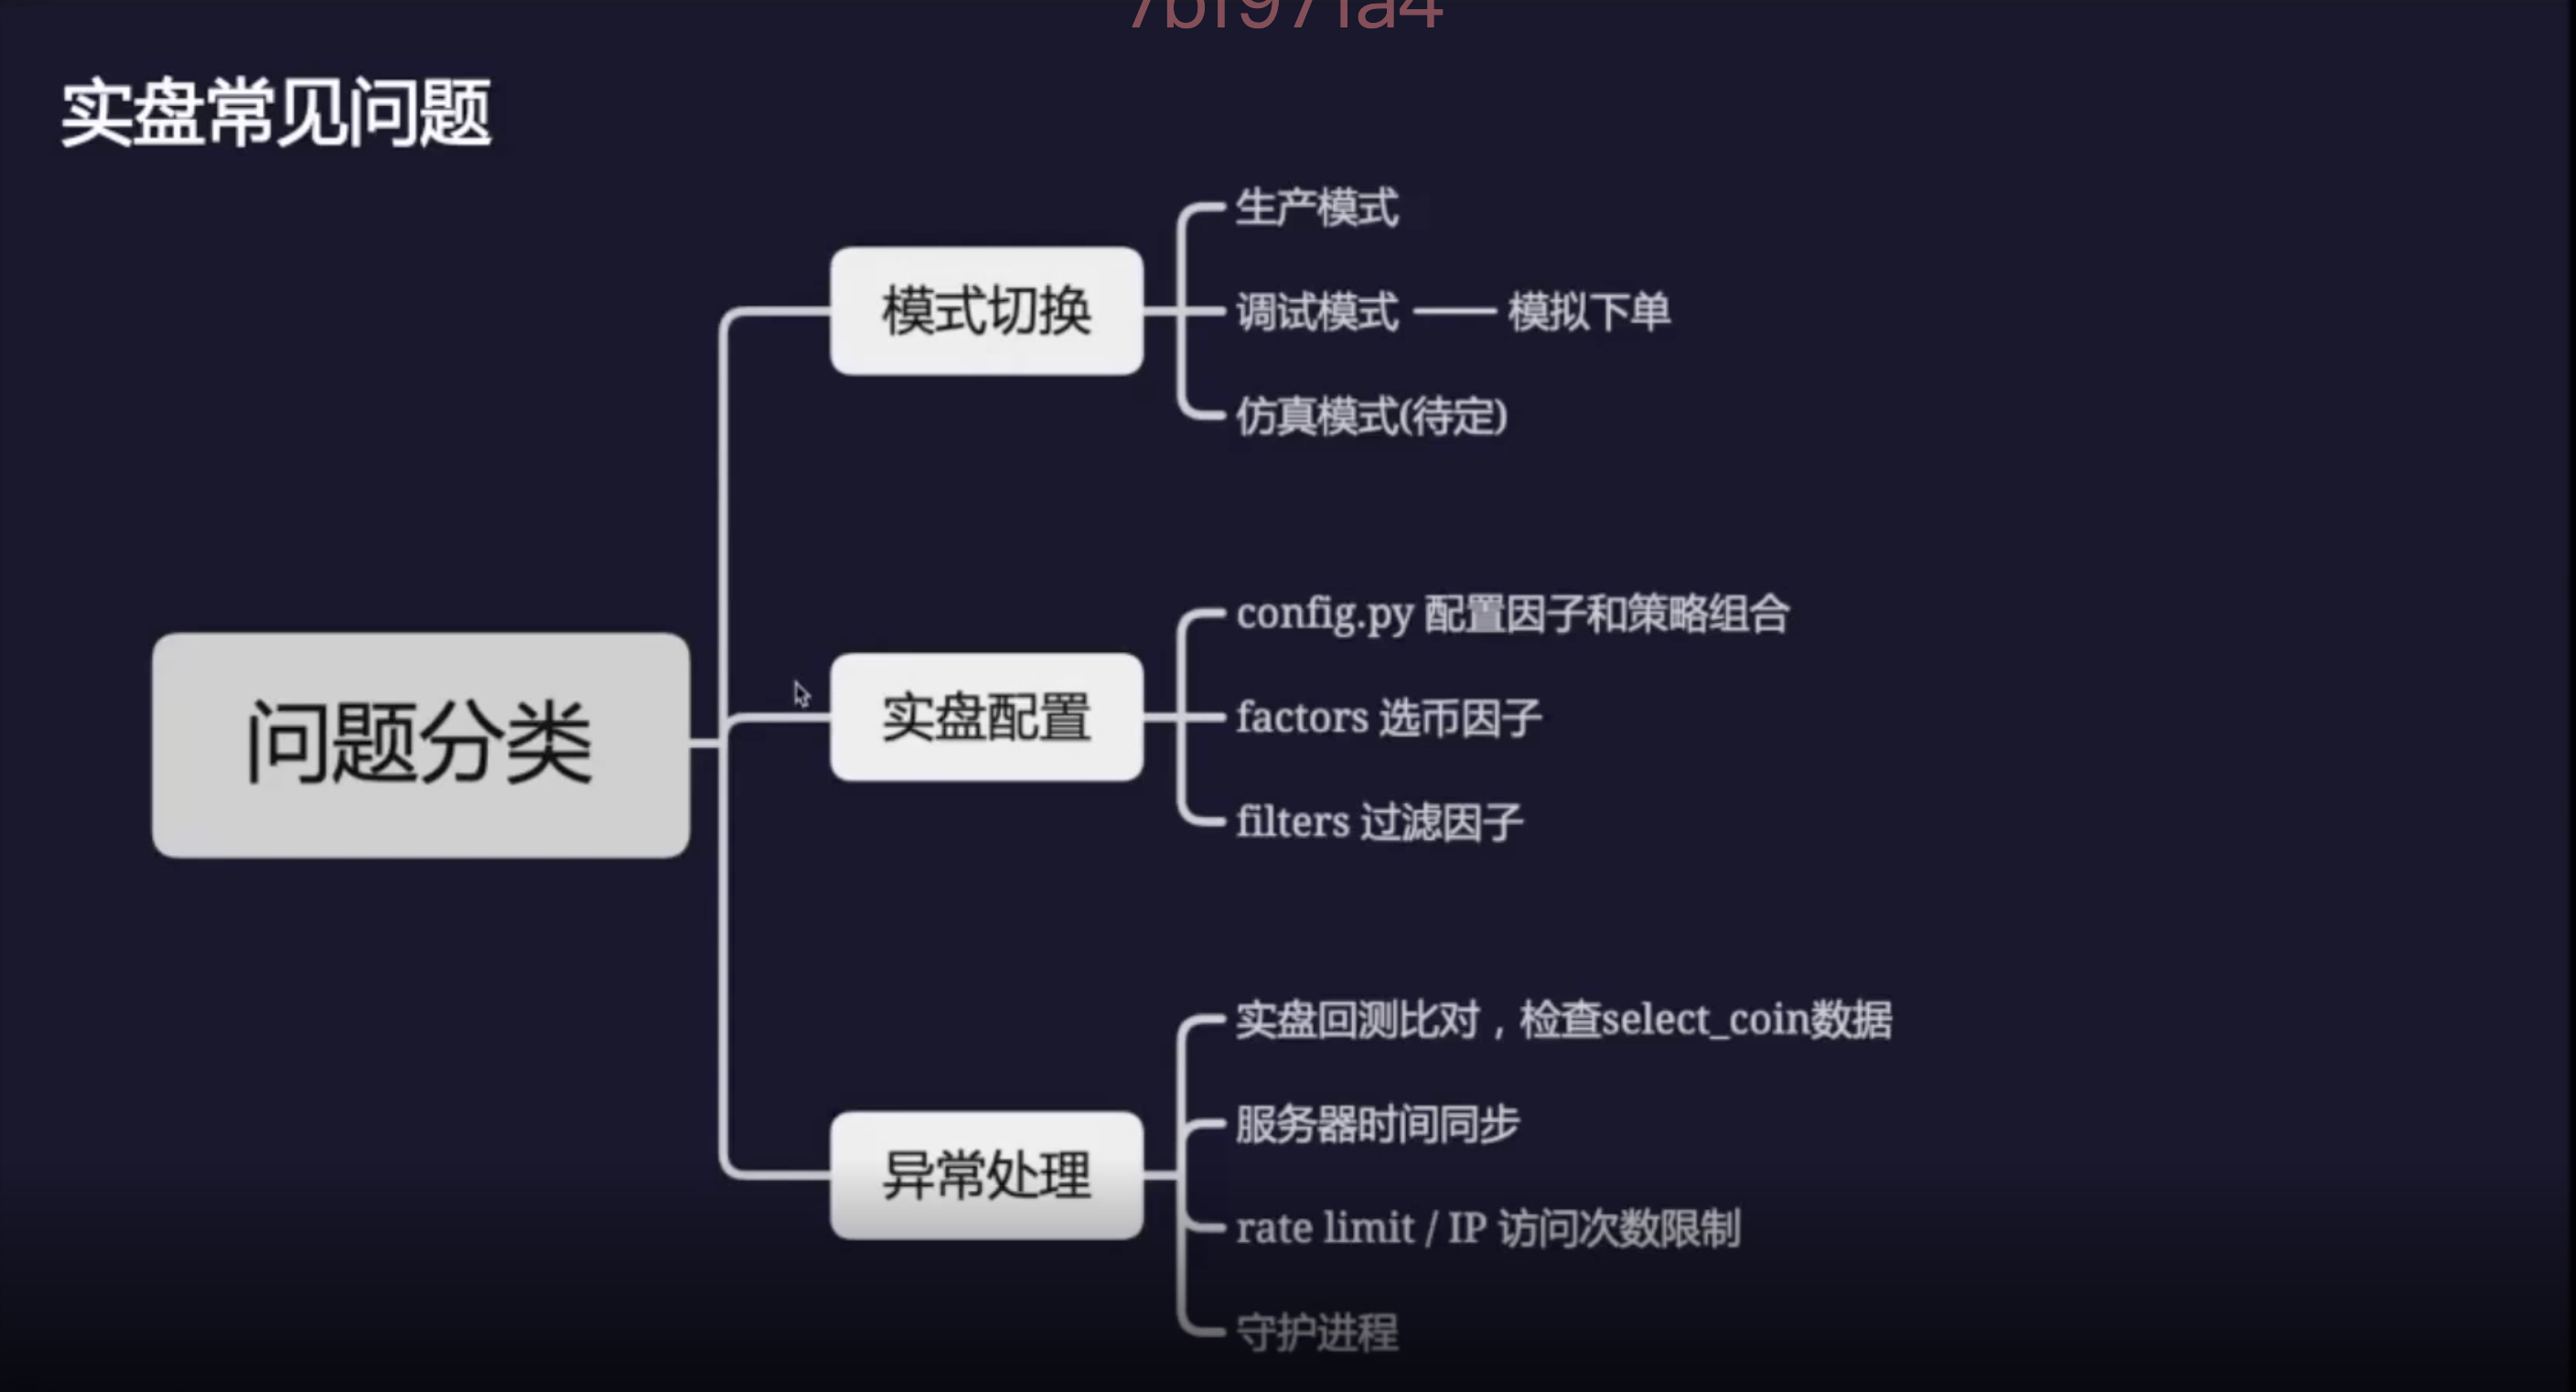 实盘常见问题
问题分类
模式切换
生产模式
调试模式
模拟下单
仿真模式(待定)
实盘配置
config.py 配置因子和策略组合
factors 选币因子
filters 过滤因子
异常处理
实盘回测比对，检查select_coin数据
服务器时间同步
rate limit / IP 访问次数限制
守护进程